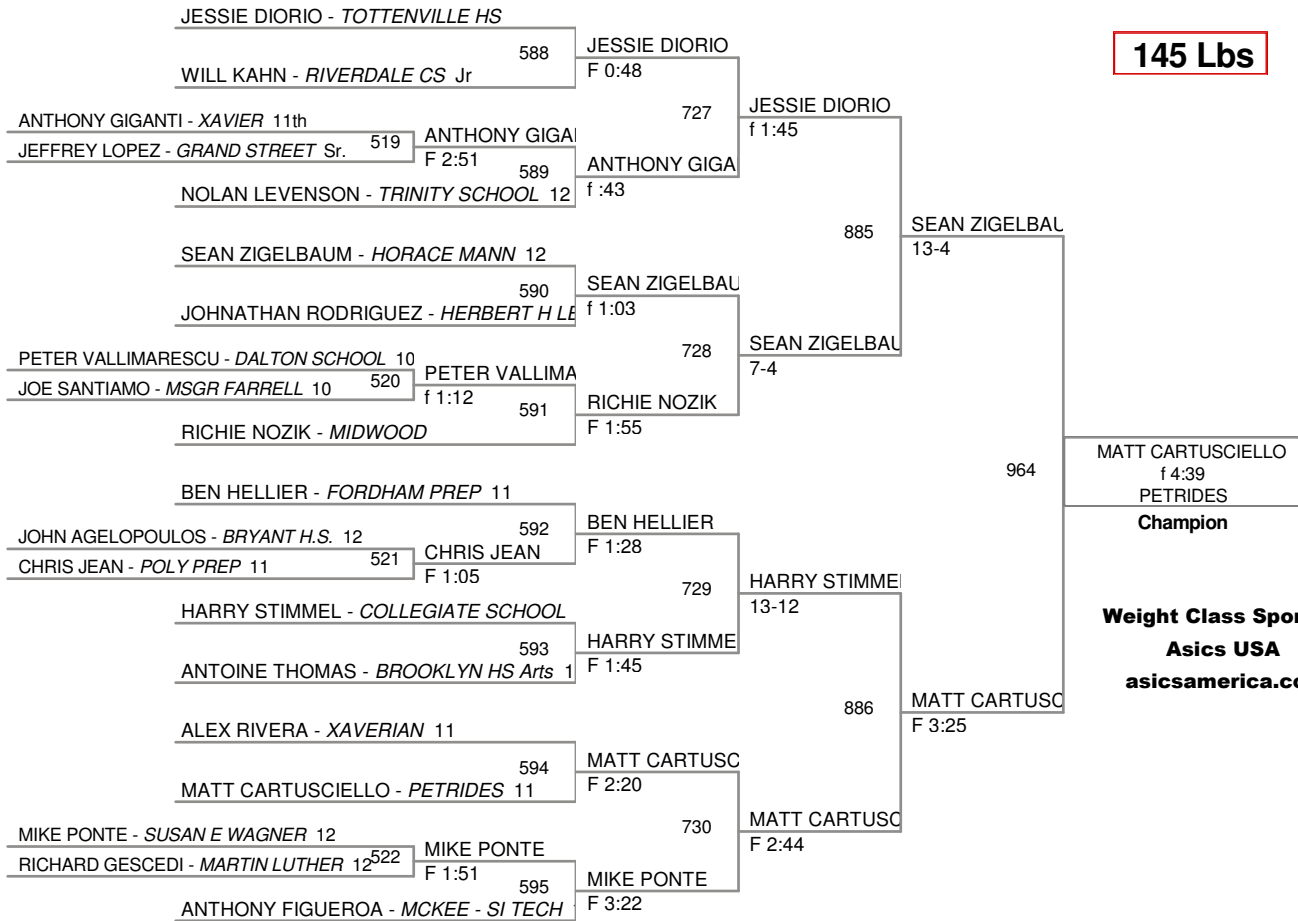 JESSIE DIORIO - TOTTENVILLE HS
588
JESSIE DIORIO
F 0:48
WILL KAHN - RIVERDALE CS Jr
145 Lbs
727
JESSIE DIORIO
f 1:45
ANTHONY GIGANTI - XAVIER 11th
519
ANTHONY GIGA
F 2:51
JEFFREY LOPEZ - GRAND STREET Sr.
589
ANTHONY GIGA
f :43
NOLAN LEVENSON - TRINITY SCHOOL 12
885
SEAN ZIGELBAU
13-4
SEAN ZIGELBAUM - HORACE MANN 12
590
SEAN ZIGELBAU
f 1:03
JOHNATHAN RODRIGUEZ - HERBERT H LE
728
SEAN ZIGELBAU
7-4
PETER VALLIMARESCU - DALTON SCHOOL 10
520
PETER VALLIMA
f 1:12
JOE SANTIAMO - MSGR FARRELL 10
591
RICHIE NOZIK
F 1:55
RICHIE NOZIK - MIDWOOD
964
MATT CARTUSCIELLO
f 4:39
PETRIDES
Champion
BEN HELLIER - FORDHAM PREP 11
592
BEN HELLIER
F 1:28
JOHN AGELOPOULOS - BRYANT H.S. 12
521
CHRIS JEAN
F 1:05
CHRIS JEAN - POLY PREP 11
729
HARRY STIMME
13-12
HARRY STIMMEL - COLLEGIATE SCHOOL
593
HARRY STIMME
F 1:45
ANTOINE THOMAS - BROOKLYN HS Arts 1
Weight Class Spor
Asics USA
asicsamerica.co
886
MATT CARTUSC
F 3:25
ALEX RIVERA - XAVERIAN 11
594
MATT CARTUSC
F 2:20
MATT CARTUSCIELLO - PETRIDES 11
730
MATT CARTUSC
F 2:44
MIKE PONTE - SUSAN E WAGNER 12
522
MIKE PONTE
F 1:51
RICHARD GESCEDI - MARTIN LUTHER 12
595
MIKE PONTE
F 3:22
ANTHONY FIGUEROA - MCKEE - SI TECH